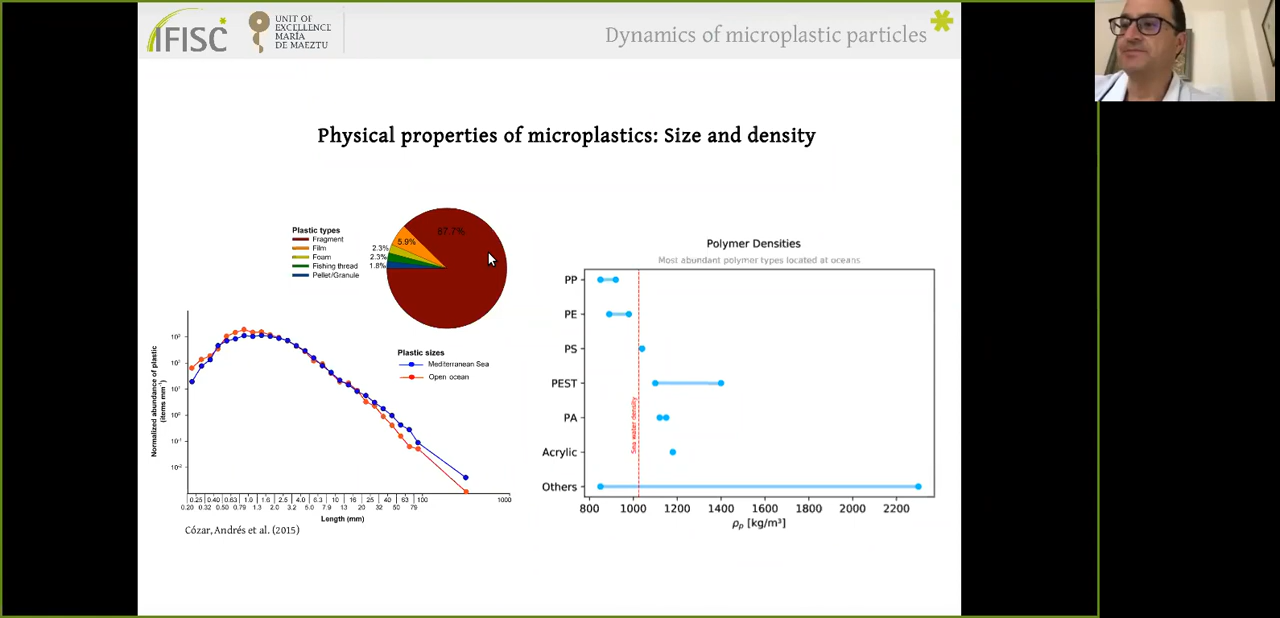 IFISC
UNIT OF
EXCELLENCE
MARÍA
DE MAEZTU
Dynamics of microplastic particles
Physical properties of microplastics: Size and density
Plastic types
Fragment
Film
Foam
Fishing thread
Pellet/Granule
87.7%
5.9%
2.3%
2.3%
1.8%
Plastic sizes
Mediterranean Sea
Open ocean
Normalized abundance of plastic
(items mm⁻¹)
10⁰
10⁻¹
10⁻²
0.25 0.40 0.63 1.0 1.6 2.5 4.0 6.3 10 16 25 40 63 100 1000
0.20 0.32 0.50 0.79 1.3 2.0 3.2 5.0 7.9 13 20 32 50 79
Length (mm)
Cózar, Andrés et al. (2015)
Polymer Densities
Most abundant polymer types located at oceans
PP
PE
PS
PEST
PA
Acrylic
Others
Sea water density
800 1000 1200 1400 1600 1800 2000 2200
ρp [kg/m³]